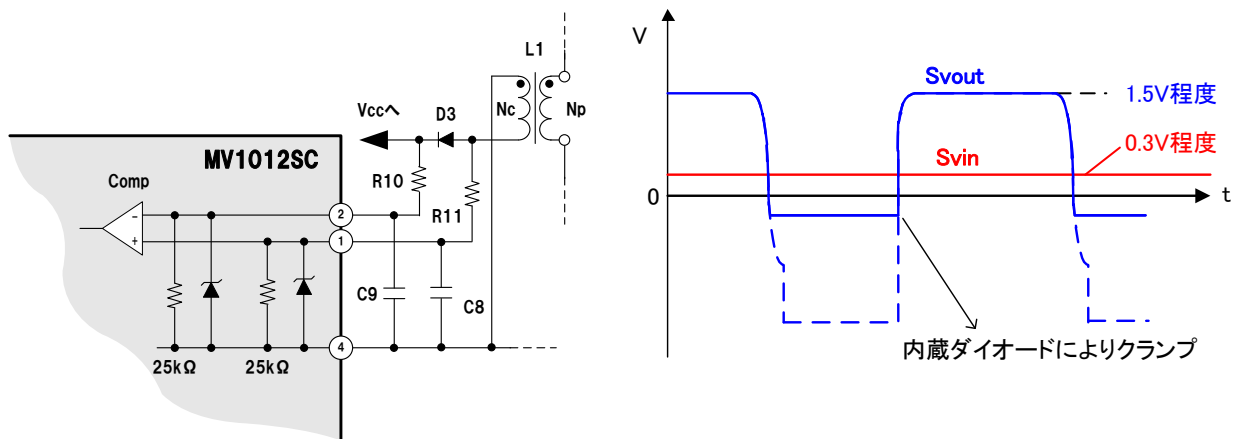 L1
Vccへ
D3
Nc
Np
MV1012SC
R10
Comp
R11
−
2
+
1
C9
C8
4
25kΩ
25kΩ
V
Svout
1.5V程度
Svin
0.3V程度
0
t
内蔵ダイオードによりクランプ